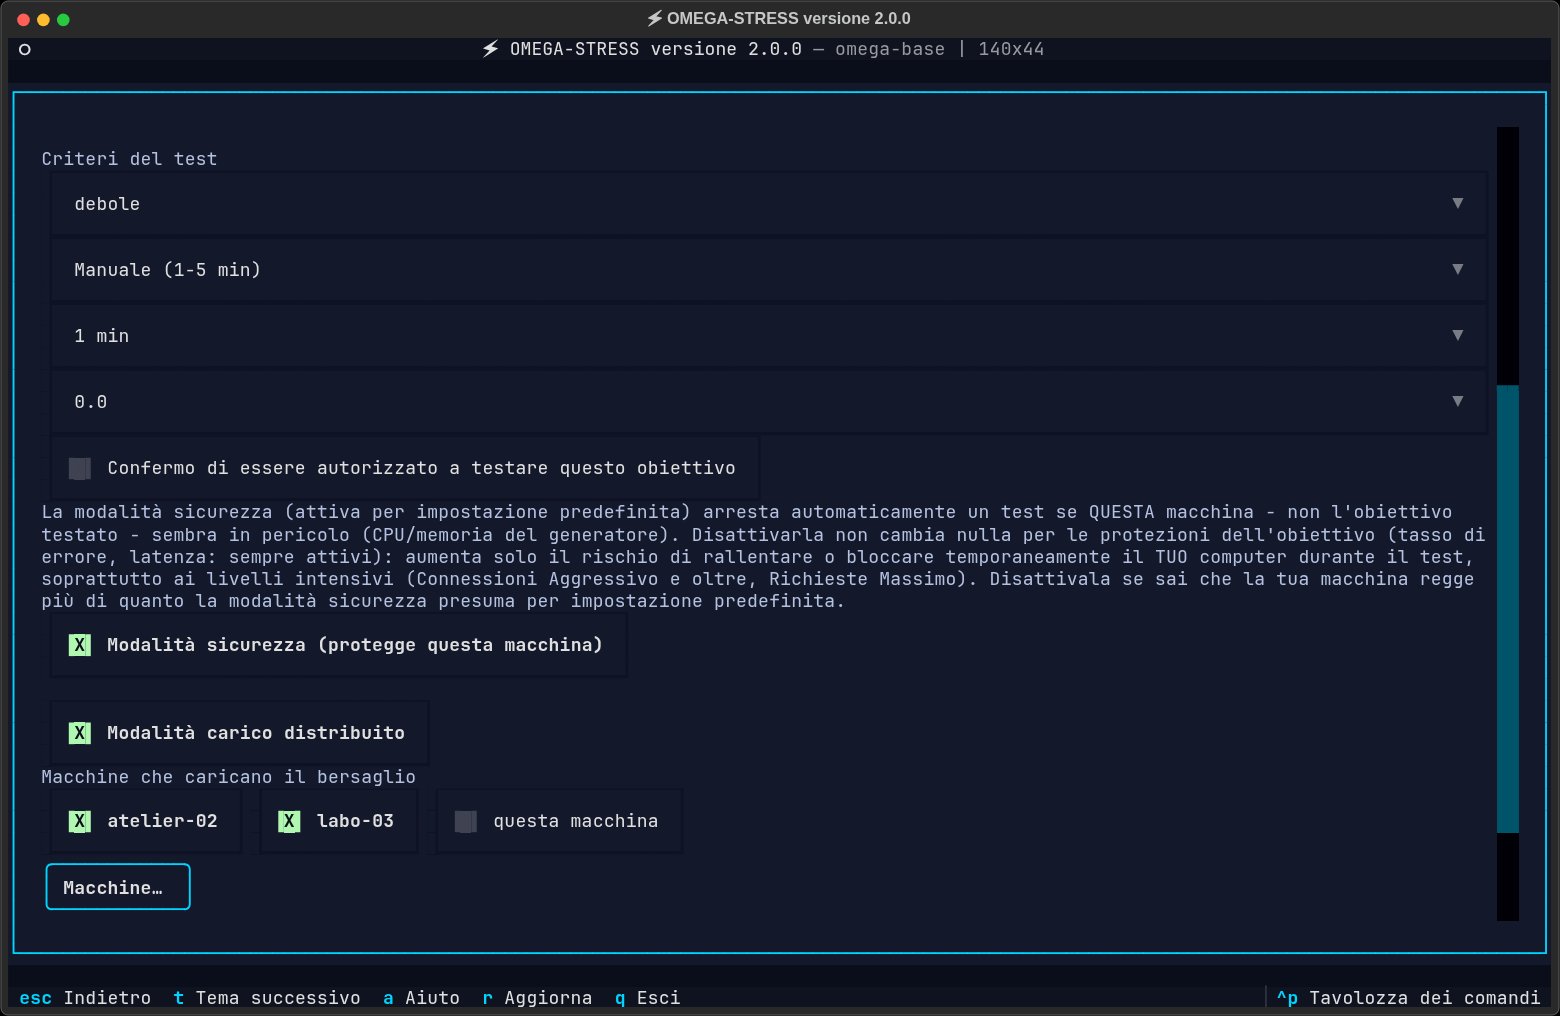 ⚡ OMEGA-STRESS versione 2.0.0
⚡ OMEGA-STRESS versione 2.0.0 — omega-base | 140x44
Criteri del test
debole ▼
Manuale (1-5 min) ▼
1 min ▼
0.0 ▼
Confermo di essere autorizzato a testare questo obiettivo
La modalità sicurezza (attiva per impostazione predefinita) arresta automaticamente un test se QUESTA macchina - non l'obiettivo
testato - sembra in pericolo (CPU/memoria del generatore). Disattivarla non cambia nulla per le protezioni dell'obiettivo (tasso di
errore, latenza: sempre attivi): aumenta solo il rischio di rallentare o bloccare temporaneamente il TUO computer durante il test,
soprattutto ai livelli intensivi (Connessioni Aggressivo e oltre, Richieste Massimo). Disattivala se sai che la tua macchina regge
più di quanto la modalità sicurezza presuma per impostazione predefinita.
X Modalità sicurezza (protegge questa macchina)
X Modalità carico distribuito
Macchine che caricano il bersaglio
X atelier-02 X labo-03 questa macchina
Macchine…
esc Indietro t Tema successivo a Aiuto r Aggiorna q Esci ^p Tavolozza dei comandi